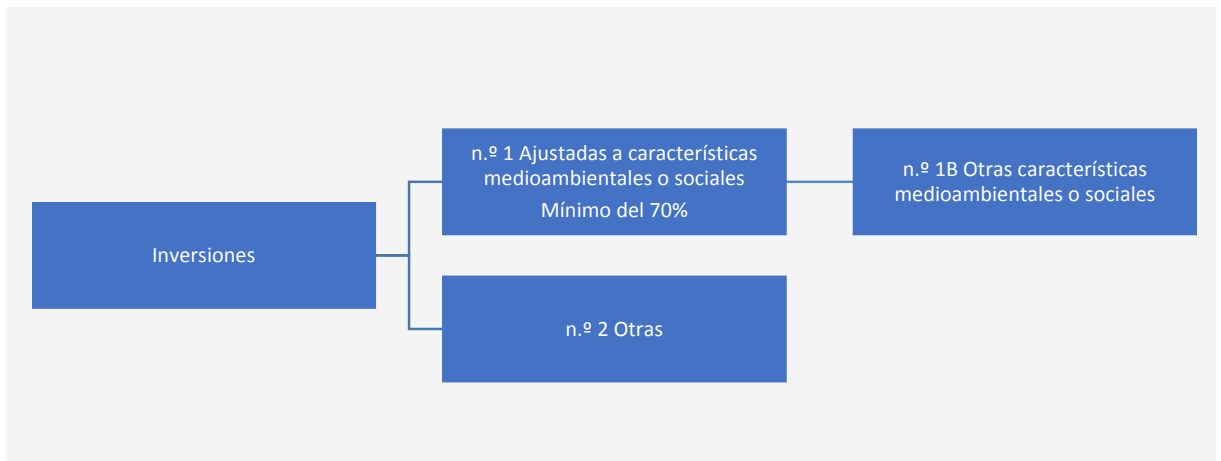 n.º 1 Ajustadas a características
medioambientales o sociales
Mínimo del 70%
n.º 1B Otras características
medioambientales o sociales
Inversiones
n.º 2 Otras